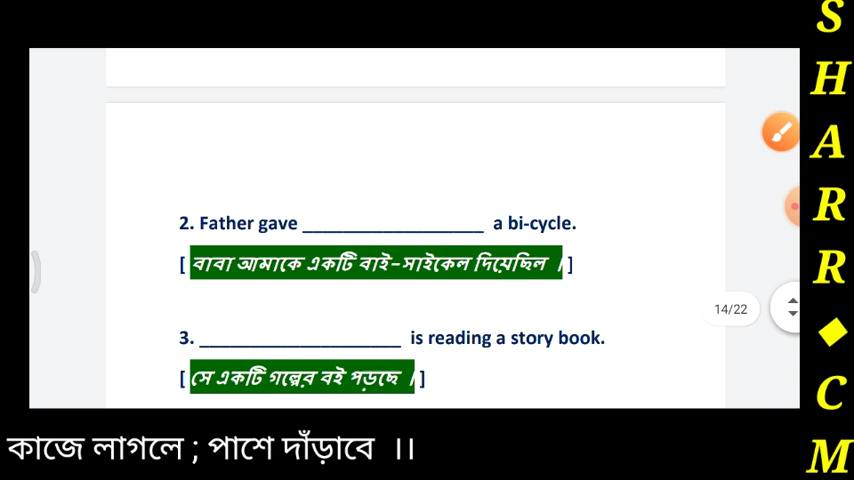 2. Father gave __________________ a bi-cycle.
[ বাবা আমাকে একটি বাই-সাইকেল দিয়েছিল । ]
14/22
3. ____________________ is reading a story book.
[ সে একটি গল্পের বই পড়ছে । ]
কাজে লাগলে ; পাশে দাঁড়াবে ।।
S
H
A
R
R
◆
C
M